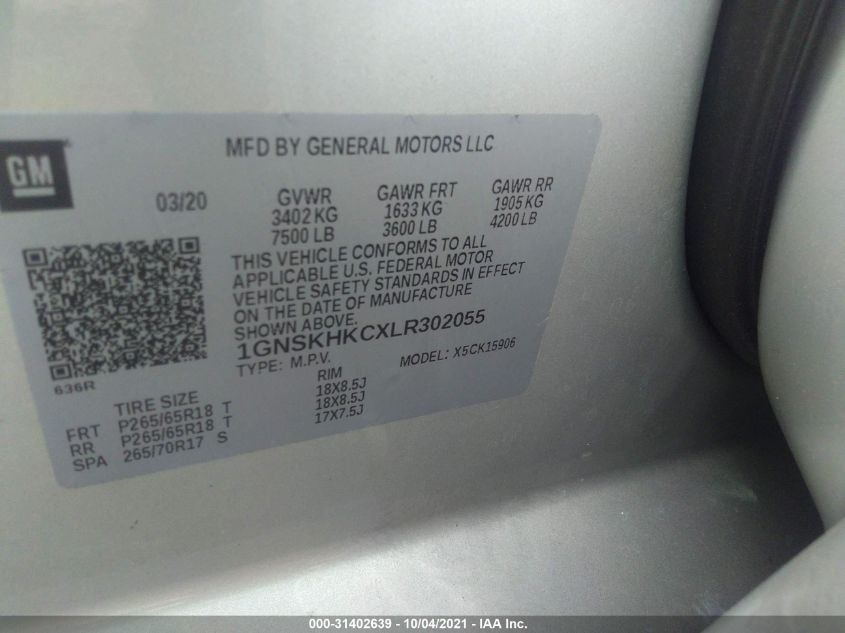 GM
MFD BY GENERAL MOTORS LLC
03/20
GVWR
3402 KG
7500 LB
GAWR FRT
1633 KG
3600 LB
GAWR RR
1905 KG
4200 LB
THIS VEHICLE CONFORMS TO ALL
APPLICABLE U.S. FEDERAL MOTOR
VEHICLE SAFETY STANDARDS IN EFFECT
ON THE DATE OF MANUFACTURE
SHOWN ABOVE.
1GNSKHKCXLR302055
TYPE: M.P.V. MODEL: X5CK15906
636R
TIRE SIZE RIM
FRT P265/65R18 T 18X8.5J
RR P265/65R18 T 18X8.5J
SPA 265/70R17 S 17X7.5J
000-31402639 - 10/04/2021 - IAA Inc.